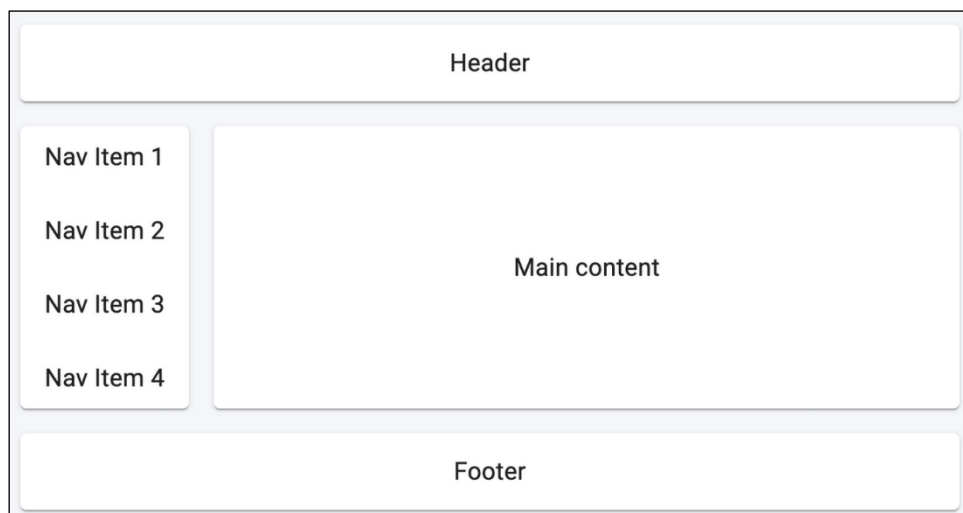 Header
Nav Item 1
Nav Item 2
Nav Item 3
Nav Item 4
Main content
Footer